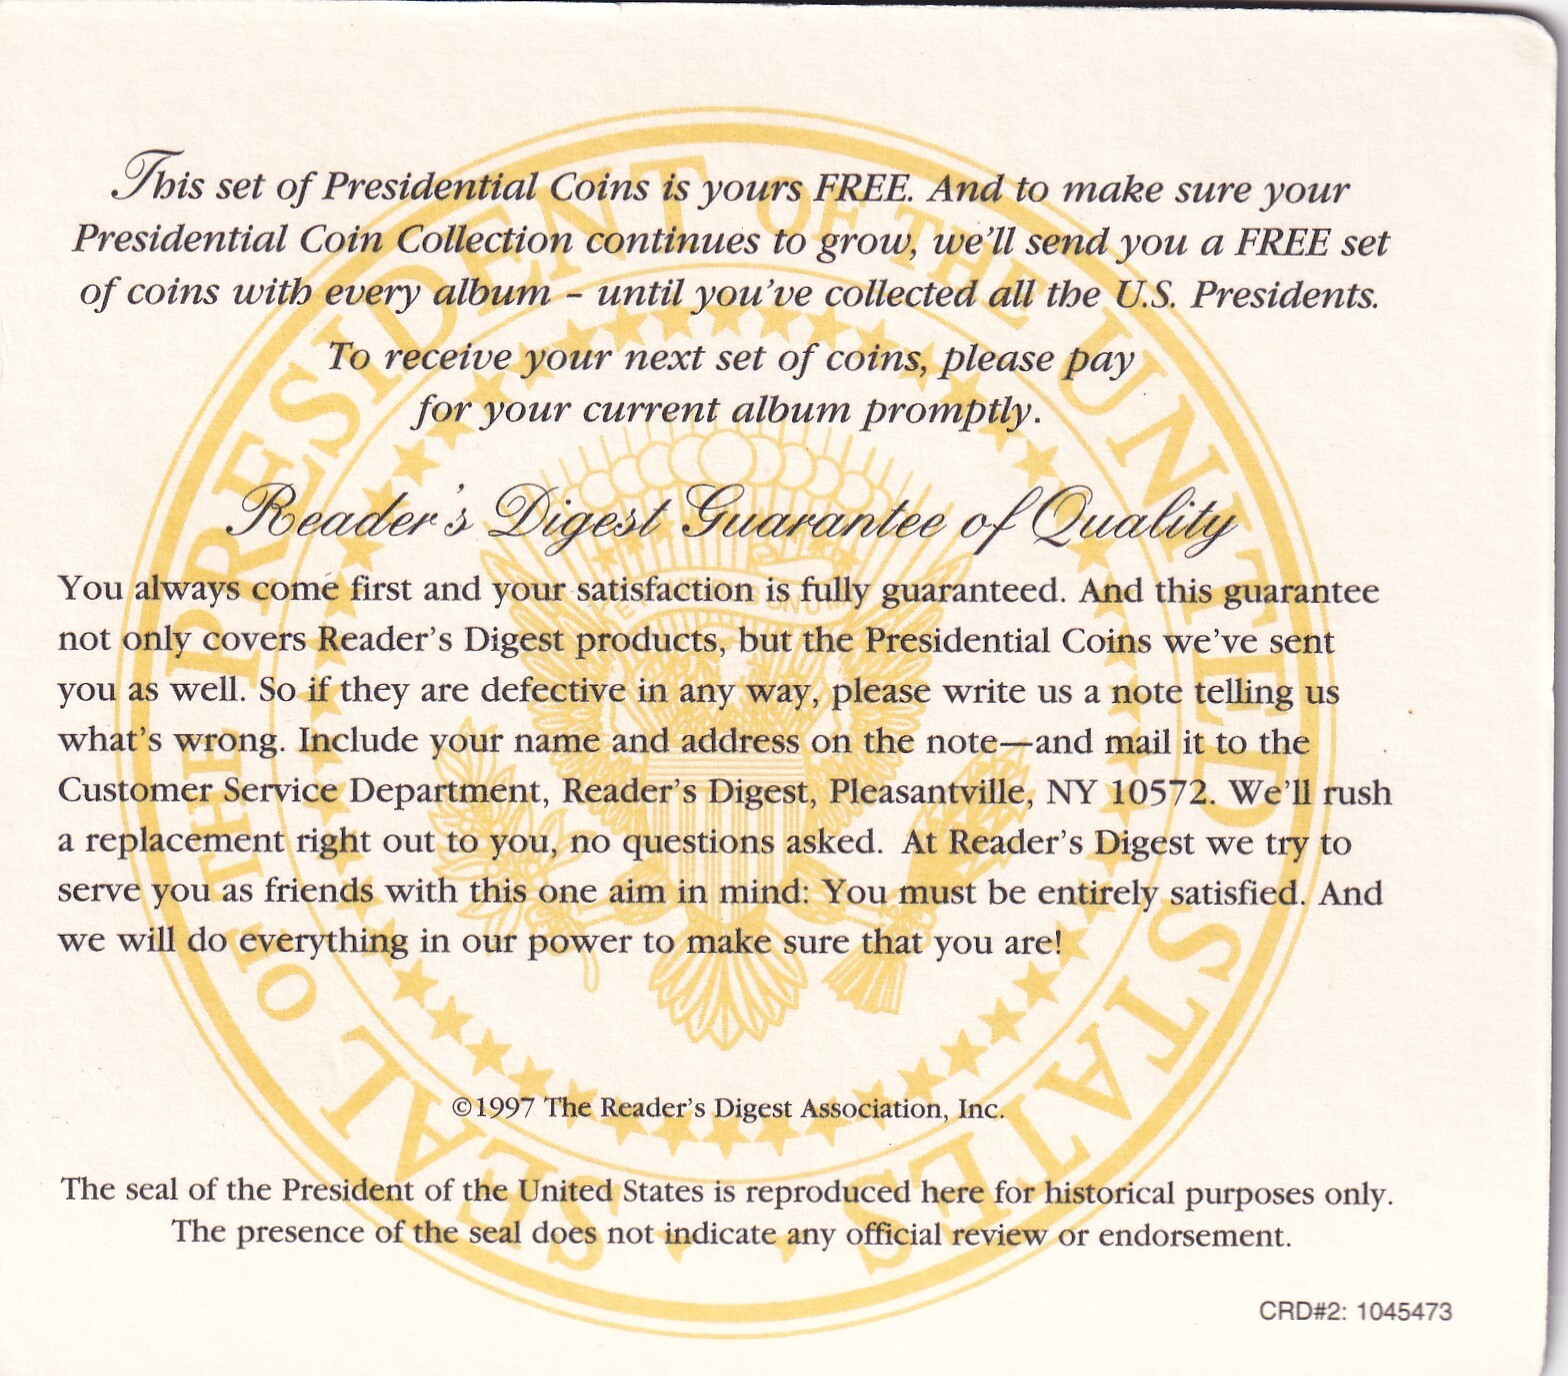 This set of Presidential Coins is yours FREE. And to make sure your
Presidential Coin Collection continues to grow, we'll send you a FREE set
of coins with every album – until you've collected all the U.S. Presidents.
To receive your next set of coins, please pay
for your current album promptly.
Reader's Digest Guarantee of Quality
You always come first and your satisfaction is fully guaranteed. And this guarantee
not only covers Reader's Digest products, but the Presidential Coins we've sent
you as well. So if they are defective in any way, please write us a note telling us
what's wrong. Include your name and address on the note—and mail it to the
Customer Service Department, Reader's Digest, Pleasantville, NY 10572. We'll rush
a replacement right out to you, no questions asked. At Reader's Digest we try to
serve you as friends with this one aim in mind: You must be entirely satisfied. And
we will do everything in our power to make sure that you are!
©1997 The Reader's Digest Association, Inc.
The seal of the President of the United States is reproduced here for historical purposes only.
The presence of the seal does not indicate any official review or endorsement.
CRD#2: 1045473
SEAL OF THE PRESIDENT OF THE UNITED STATES